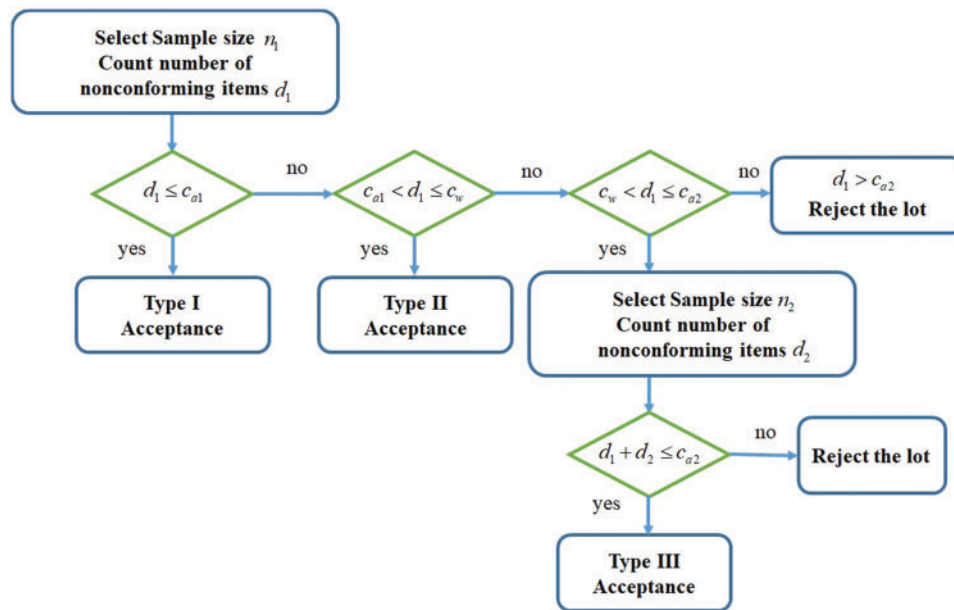 Select Sample size n₁
Count number of
nonconforming items d₁
d₁ ≤ cₐ₁
no
cₐ₁ < d₁ ≤ c_w
no
c_w < d₁ ≤ cₐ₂
no
d₁ > cₐ₂
Reject the lot
yes
yes
yes
Type I
Acceptance
Type II
Acceptance
Select Sample size n₂
Count number of
nonconforming items d₂
d₁ + d₂ ≤ cₐ₂
no
Reject the lot
yes
Type III
Acceptance